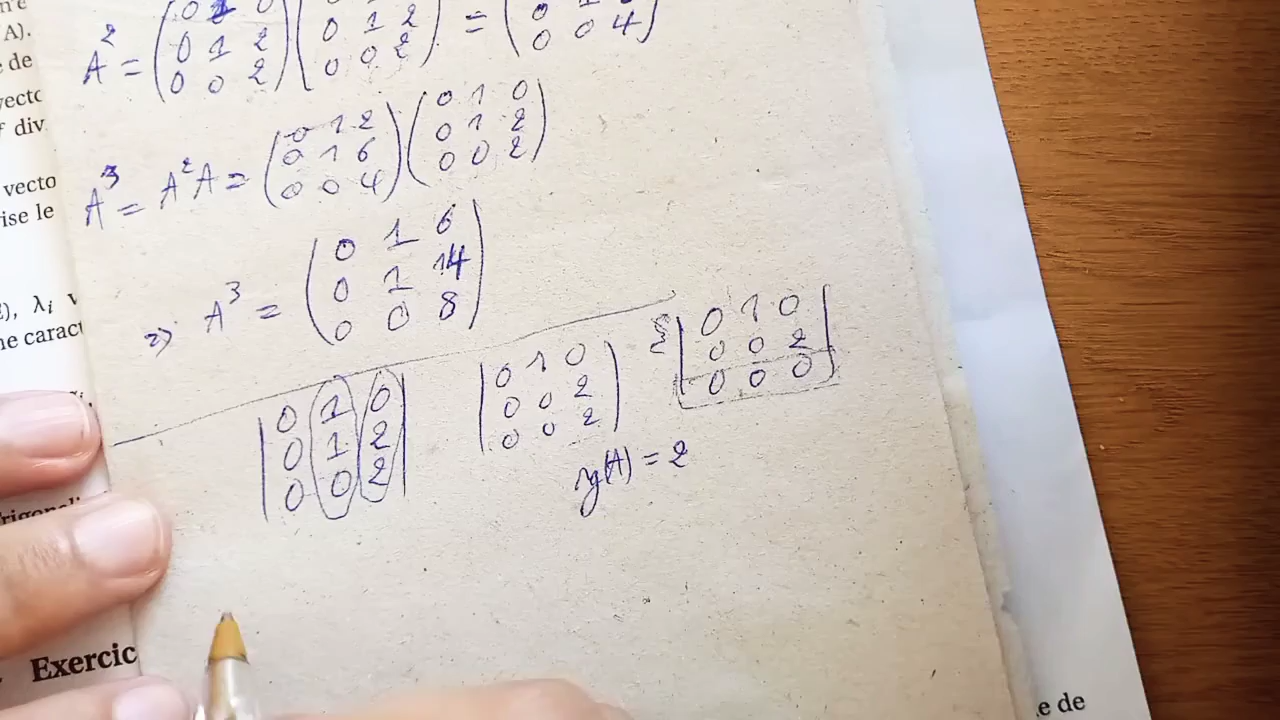 A² = (0 1 0 / 0 1 2 / 0 0 2) (0 1 2 / 0 0 2) = (0 0 4)
A³ = A²A = (0 1 2 / 0 1 6 / 0 0 4) (0 1 0 / 0 1 2 / 0 0 2)
=> A³ = (0 1 6 / 0 1 14 / 0 0 8)
|0 1 0 / 0 1 2 / 0 0 2| |0 1 0 / 0 0 2 / 0 0 2| |0 1 0 / 0 0 2 / 0 0 0|
rg(A) = 2
A).
de
div
vecto
ise le
λi
ne caract
Exercic
de